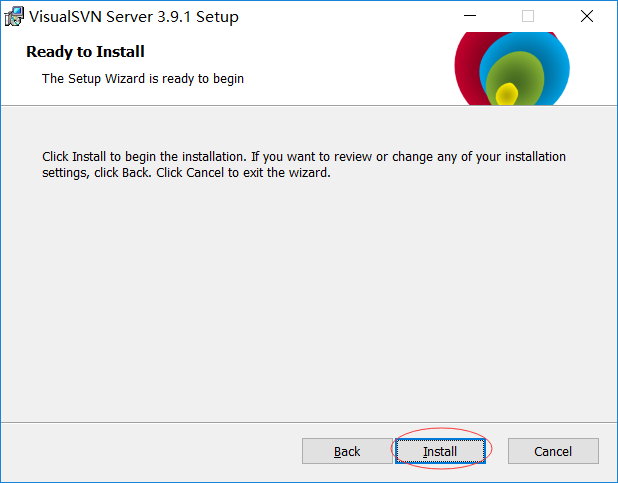 VisualSVN Server 3.9.1 Setup
Ready to Install
The Setup Wizard is ready to begin
Click Install to begin the installation. If you want to review or change any of your installation
settings, click Back. Click Cancel to exit the wizard.
Back
Install
Cancel